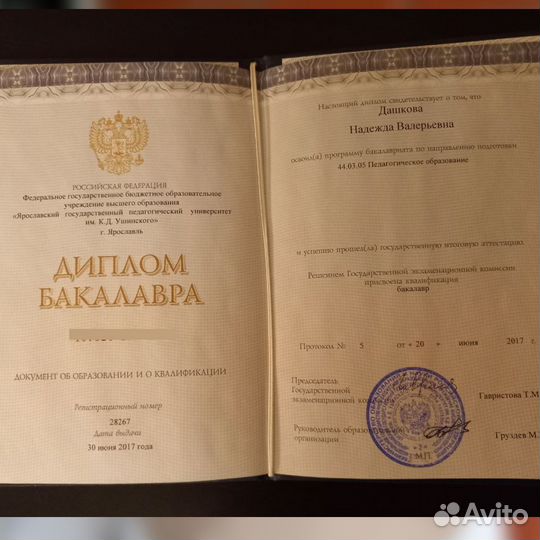 РОССИЙСКАЯ ФЕДЕРАЦИЯ
Федеральное государственное бюджетное образовательное
учреждение высшего образования
«Ярославский государственный педагогический университет
им. К.Д. Ушинского»
г. Ярославль
ДИПЛОМ
БАКАЛАВРА
ДОКУМЕНТ ОБ ОБРАЗОВАНИИ И О КВАЛИФИКАЦИИ
Регистрационный номер
28267
Дата выдачи
30 июня 2017 года
Настоящий диплом свидетельствует о том, что
Дашкова
Надежда Валерьевна
освоил(а) программу бакалавриата по направлению подготовки
44.03.05 Педагогическое образование
и успешно прошел(ла) государственную итоговую аттестацию
Решением Государственной экзаменационной комиссии
присвоена квалификация
бакалавр
Протокол № 5 от «20» июня 2017 г.
Председатель
Государственной
экзаменационной Гавристова Т.М
Руководитель
организации Груздев М.
М.П.
Avito